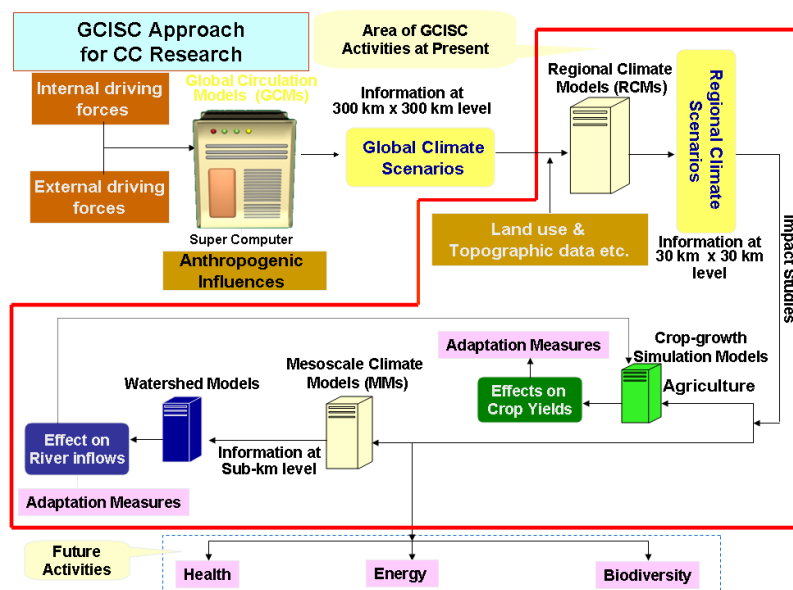 GCISC Approach
for CC Research
Area of GCISC
Activities at Present
Internal driving
forces
External driving
forces
Global Circulation
Models (GCMs)
Super Computer
Anthropogenic
Influences
Information at
300 km x 300 km level
Global Climate
Scenarios
Regional Climate
Models (RCMs)
Land use &
Topographic data etc.
Regional Climate
Scenarios
Information at
30 km x 30 km
level
Impact studies
Crop-growth
Simulation Models
Agriculture
Adaptation Measures
Effects on
Crop Yields
Mesoscale Climate
Models (MMs)
Information at
Sub-km level
Watershed Models
Effect on
River inflows
Adaptation Measures
Future
Activities
Health
Energy
Biodiversity